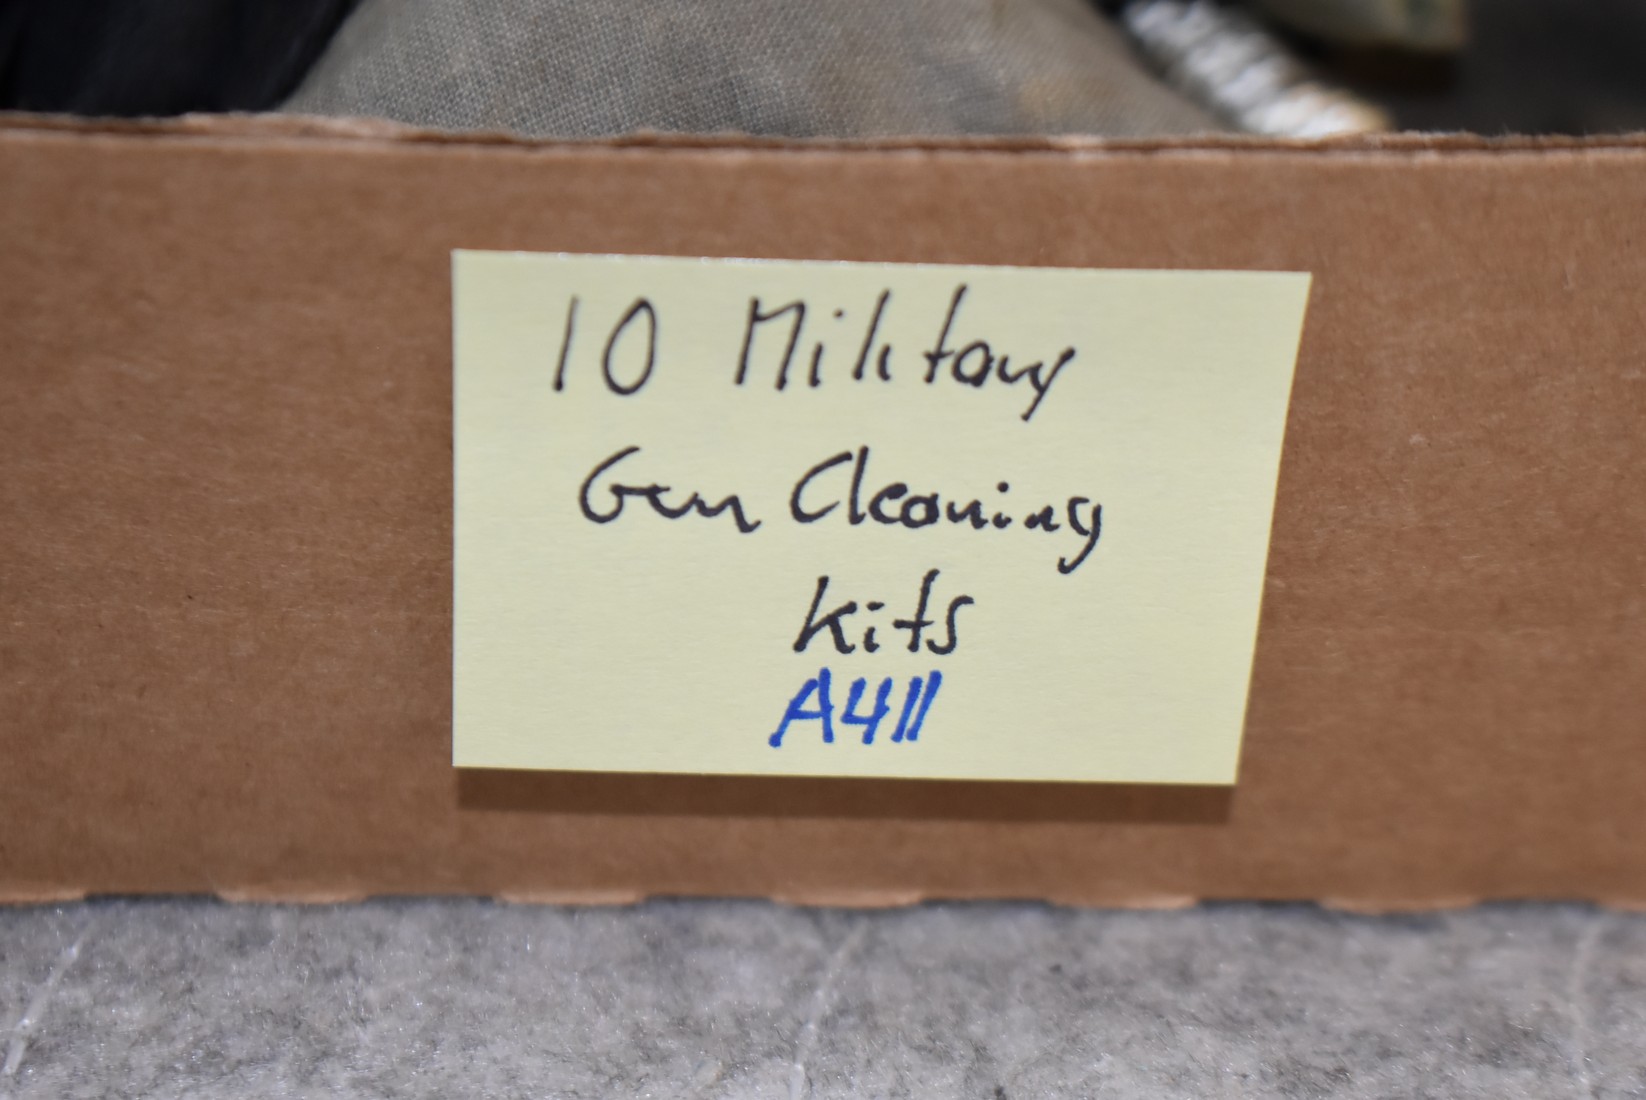 10 Military
Gun Cleaning
Kits
A411